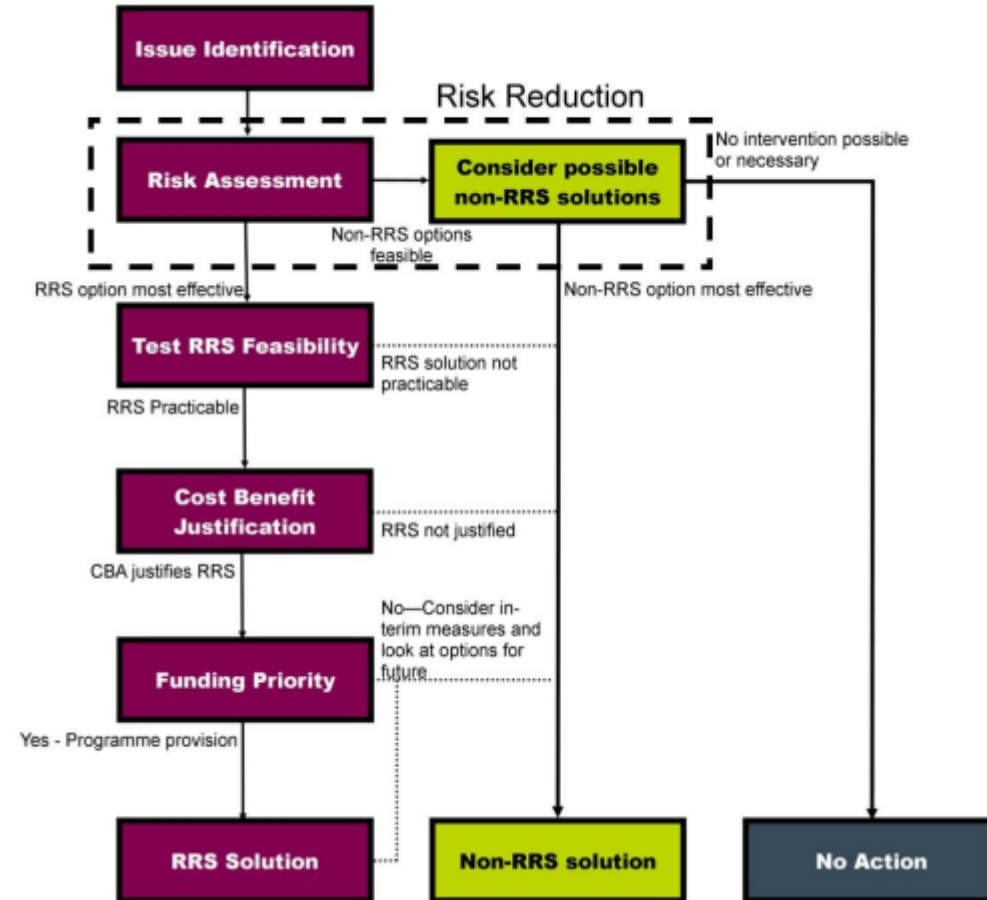 Issue Identification
Risk Reduction
No intervention possible
or necessary
Risk Assessment
Consider possible
non-RRS solutions
Non-RRS options
feasible
RRS option most effective
Non-RRS option most effective
Test RRS Feasibility
RRS solution not
practicable
RRS Practicable
Cost Benefit
Justification
RRS not justified
CBA justifies RRS
No—Consider in-
terim measures and
look at options for
future
Funding Priority
Yes - Programme provision
RRS Solution
Non-RRS solution
No Action